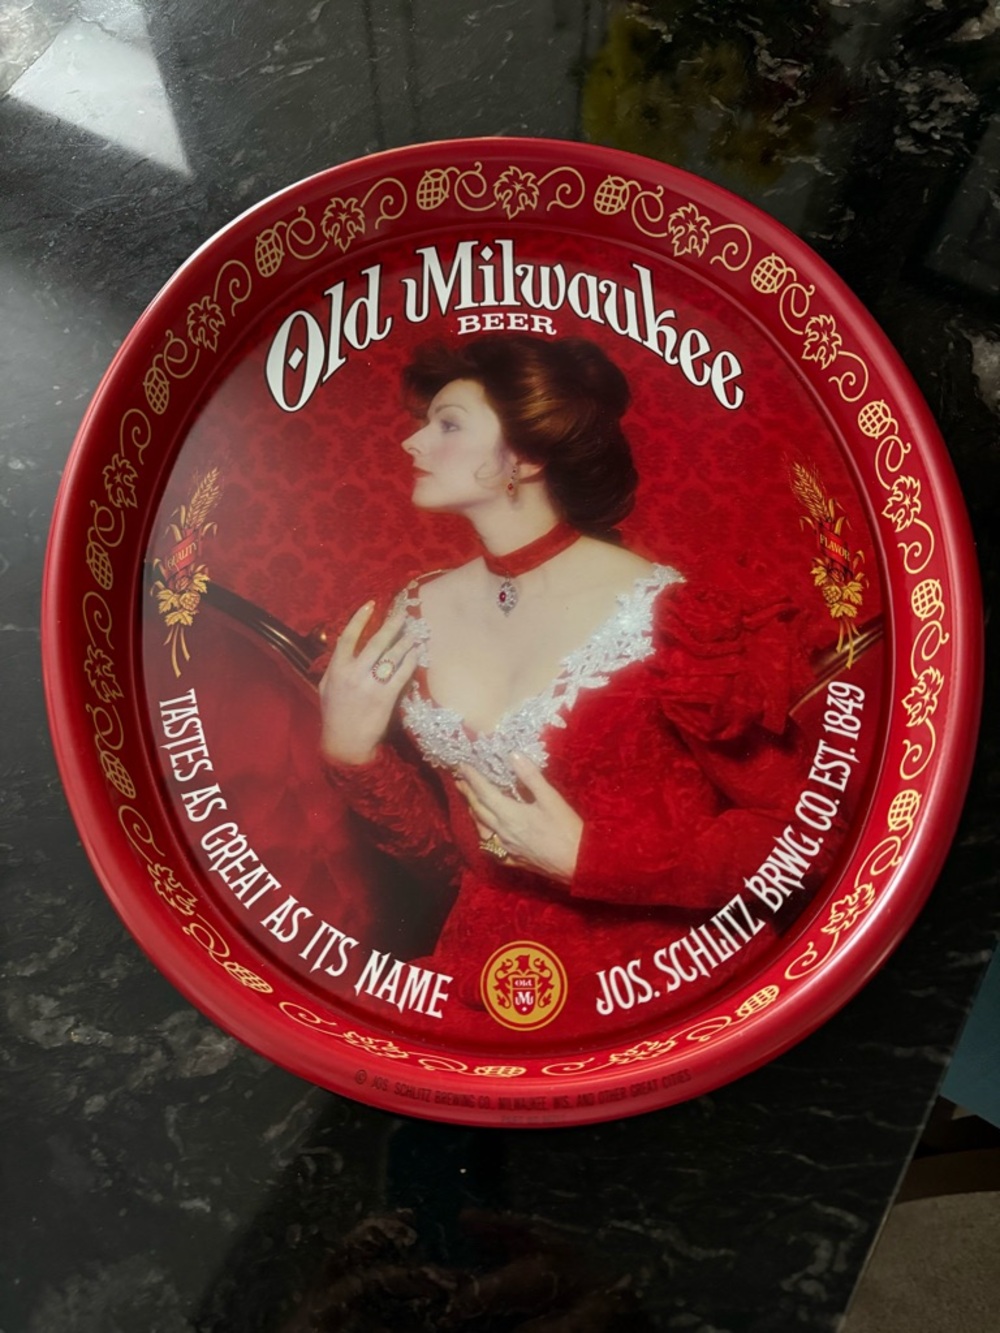 Old Milwaukee
BEER
QUALITY
FLAVOR
TASTES AS GREAT AS ITS NAME
Old
M
JOS. SCHLITZ BRWG. CO. EST. 1849
© JOS. SCHLITZ BREWING CO. MILWAUKEE, WIS. AND OTHER GREAT CITIES